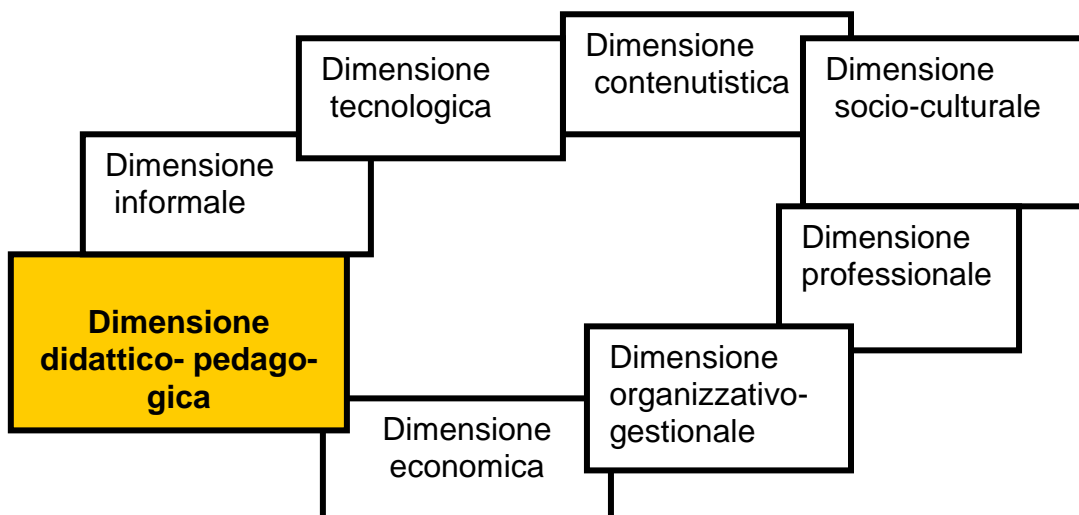 Dimensione
contenutistica
Dimensione
tecnologica
Dimensione
socio-culturale
Dimensione
informale
Dimensione
professionale
Dimensione
didattico- pedago-
gica
Dimensione
organizzativo-
gestionale
Dimensione
economica